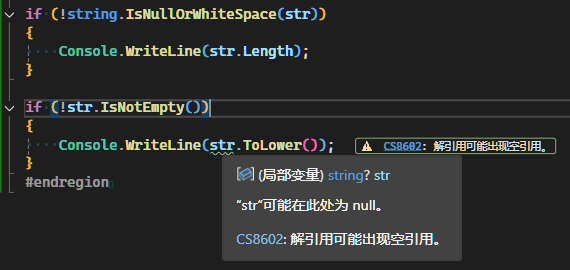 if (!string.IsNullOrWhiteSpace(str))
{
    Console.WriteLine(str.Length);
}
if (!str.IsNotEmpty())
{
    Console.WriteLine(str.ToLower()); CS8602: 解引用可能出现空引用。
}
#endregion
(局部变量) string? str
"str"可能在此处为 null。
CS8602: 解引用可能出现空引用。